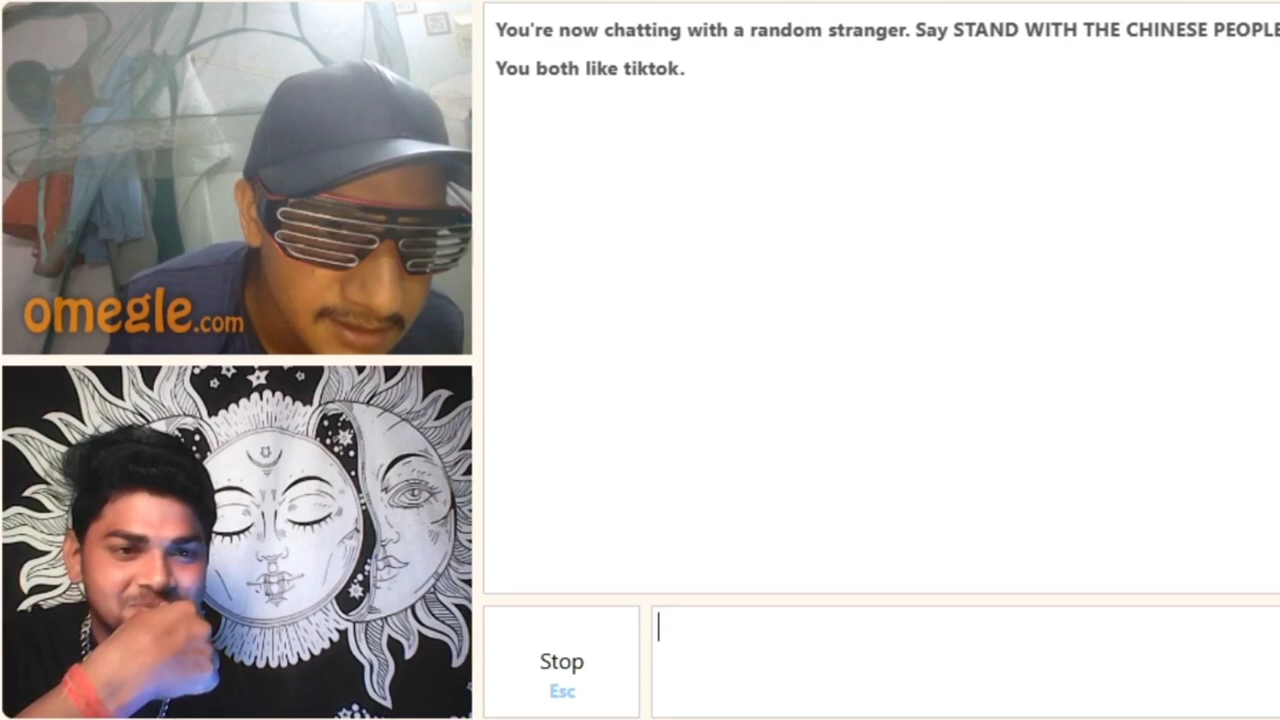 You're now chatting with a random stranger. Say STAND WITH THE CHINESE PEOPLE
You both like tiktok.
omegle.com
Stop
Esc